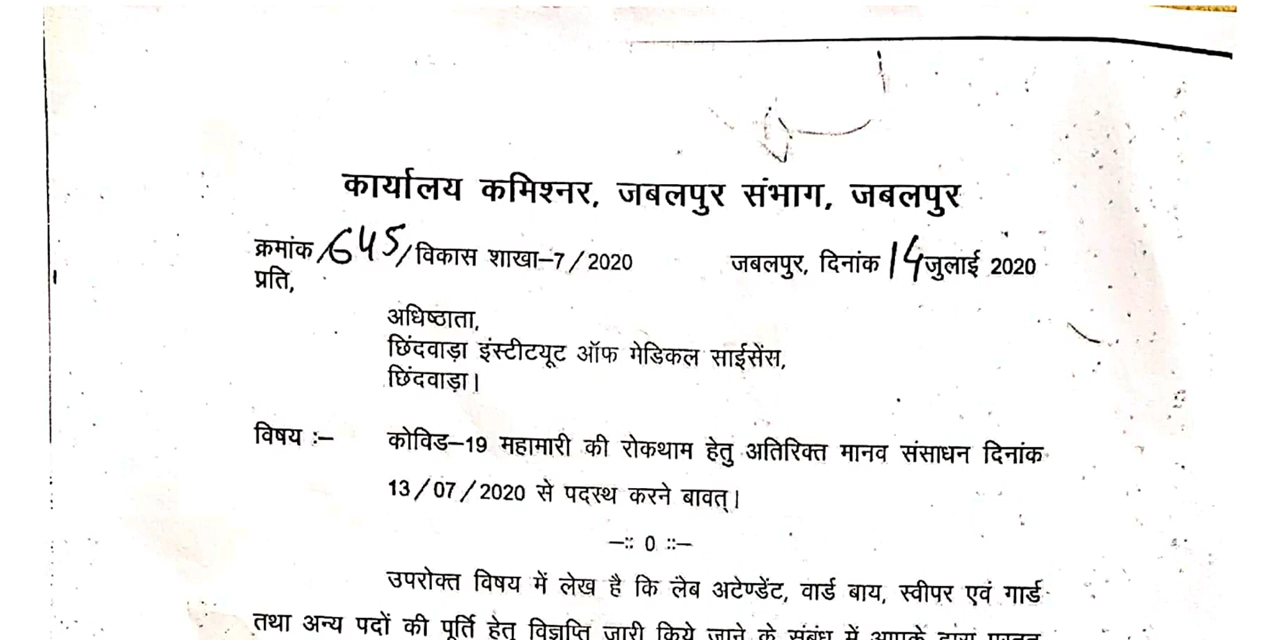 कार्यालय कमिश्नर, जबलपुर संभाग, जबलपुर
क्रमांक /645/ विकास शाखा–7/2020 जबलपुर, दिनांक 14 जुलाई 2020
प्रति,
अधिष्ठाता,
छिंदवाड़ा इंस्टीटयूट ऑफ मेडिकल साईसेंस,
छिंदवाड़ा।
विषय :– कोविड–19 महामारी की रोकथाम हेतु अतिरिक्त मानव संसाधन दिनांक
13/07/2020 से पदस्थ करने बावत्।
–:: 0 ::–
उपरोक्त विषय में लेख है कि लेब अटेण्डेंट, वार्ड बाय, स्वीपर एवं गार्ड
तथा अन्य पदों की पूर्ति हेतु विज्ञप्ति जारी किये जाने के संबंध में आपके द्वारा